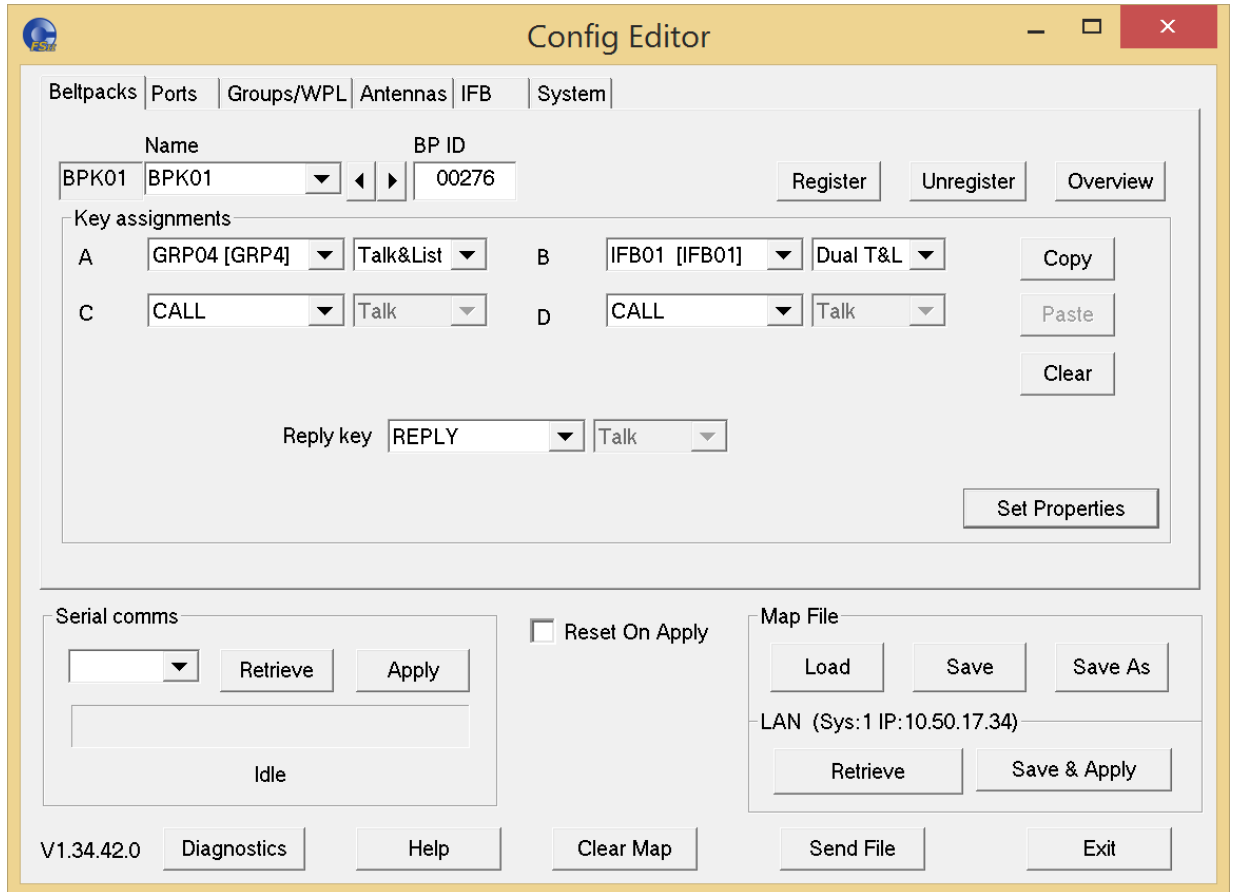 Config Editor
Beltpacks Ports Groups/WPL Antennas IFB System
Name BP ID
BPK01 BPK01 00276 Register Unregister Overview
Key assignments
A GRP04 [GRP4] Talk&List B IFB01 [IFB01] Dual T&L Copy
C CALL Talk D CALL Talk Paste
Clear
Reply key REPLY Talk
Set Properties
Serial comms Reset On Apply Map File
Retrieve Apply Load Save Save As
LAN (Sys:1 IP:10.50.17.34)
Idle Retrieve Save & Apply
V1.34.42.0 Diagnostics Help Clear Map Send File Exit